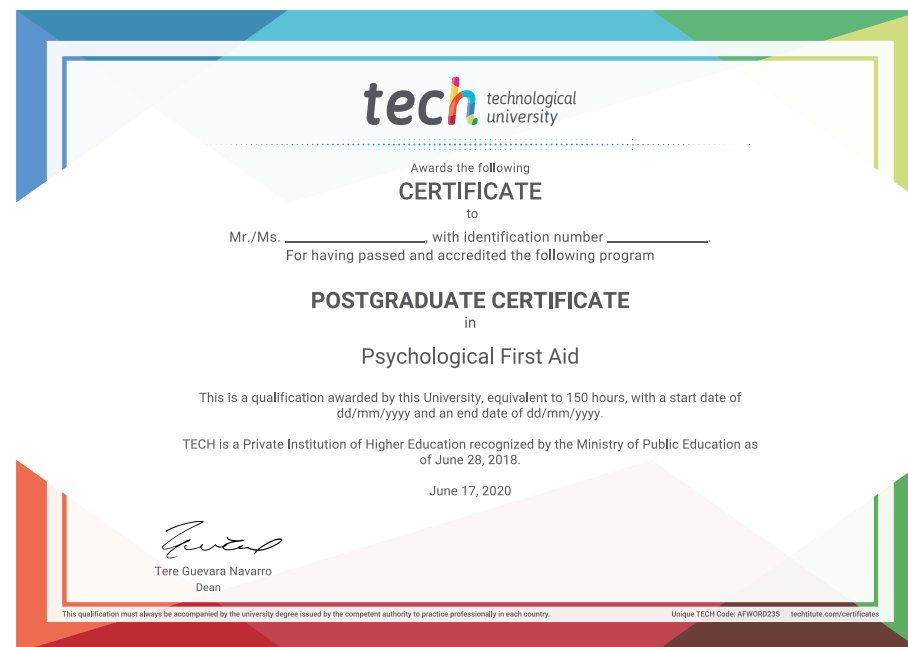 tech technological
university
Awards the following
CERTIFICATE
to
Mr./Ms. ____________________, with identification number ______________.
For having passed and accredited the following program
POSTGRADUATE CERTIFICATE
in
Psychological First Aid
This is a qualification awarded by this University, equivalent to 150 hours, with a start date of
dd/mm/yyyy and an end date of dd/mm/yyyy.
TECH is a Private Institution of Higher Education recognized by the Ministry of Public Education as
of June 28, 2018.
June 17, 2020
Tere Guevara Navarro
Dean
This qualification must always be accompanied by the university degree issued by the competent authority to practice professionally in each country.
Unique TECH Code: AFWORD23S techtitute.com/certificates